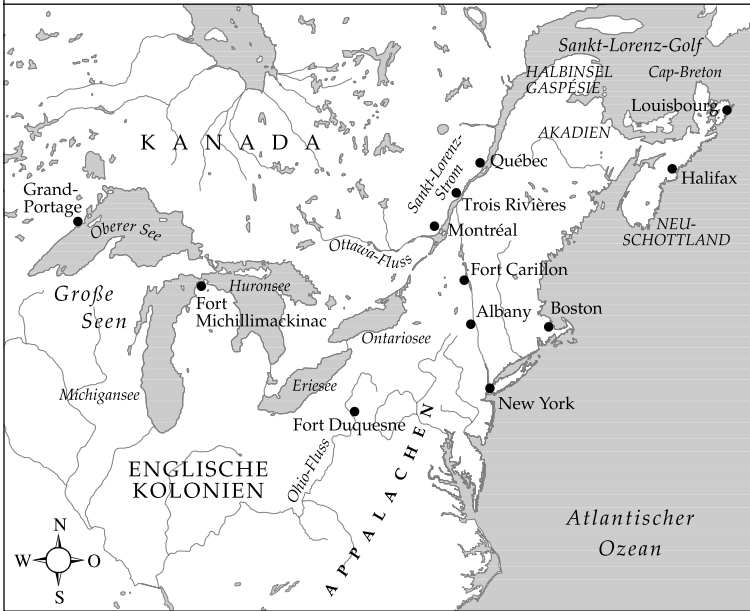 Sankt-Lorenz-Golf
HALBINSEL
GASPÉSIE
Cap-Breton
Louisbourg
KANADA
AKADIEN
Sankt-Lorenz-
Strom
Québec
Halifax
Grand-
Portage
Trois Rivières
Oberer See
Montréal
NEU-
SCHOTTLAND
Ottawa-Fluss
Fort Carillon
Große
Seen
Huronsee
Fort
Michillimackinac
Albany
Boston
Ontariosee
Michigansee
Eriesee
New York
Fort Duquesne
ENGLISCHE
KOLONIEN
Ohio-Fluss
APPALACHEN
Atlantischer
Ozean
N
W O
S